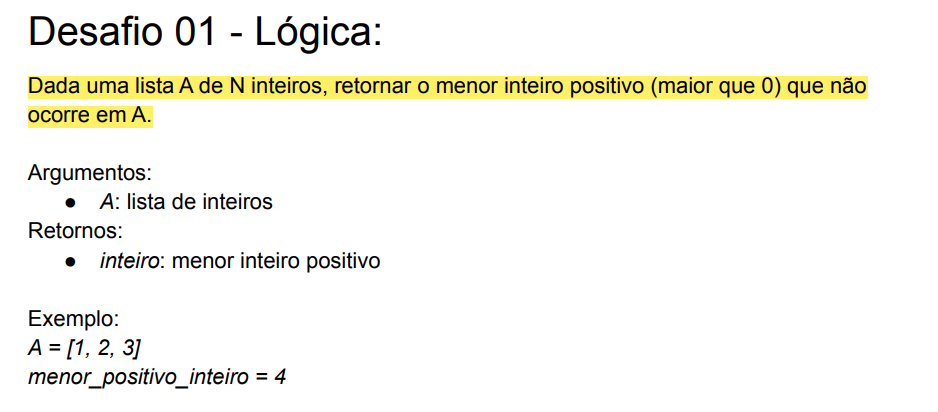 Desafio 01 - Lógica:
Dada uma lista A de N inteiros, retornar o menor inteiro positivo (maior que 0) que não
ocorre em A.
Argumentos:
● A: lista de inteiros
Retornos:
● inteiro: menor inteiro positivo
Exemplo:
A = [1, 2, 3]
menor_positivo_inteiro = 4